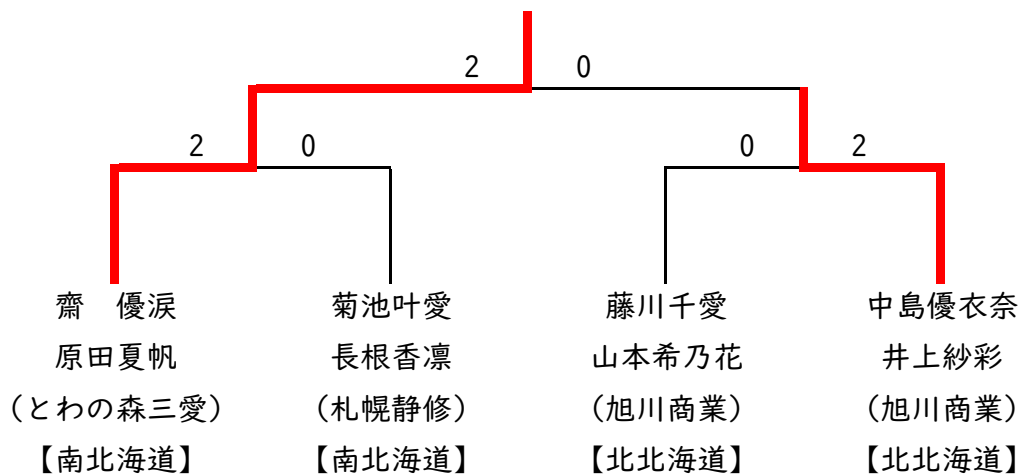 2 0
2 0 0 2
齋　優涙 菊池叶愛 藤川千愛 中島優衣奈
原田夏帆 長根香凛 山本希乃花 井上紗彩
(とわの森三愛) (札幌静修) (旭川商業) (旭川商業)
【南北海道】 【南北海道】 【北北海道】 【北北海道】